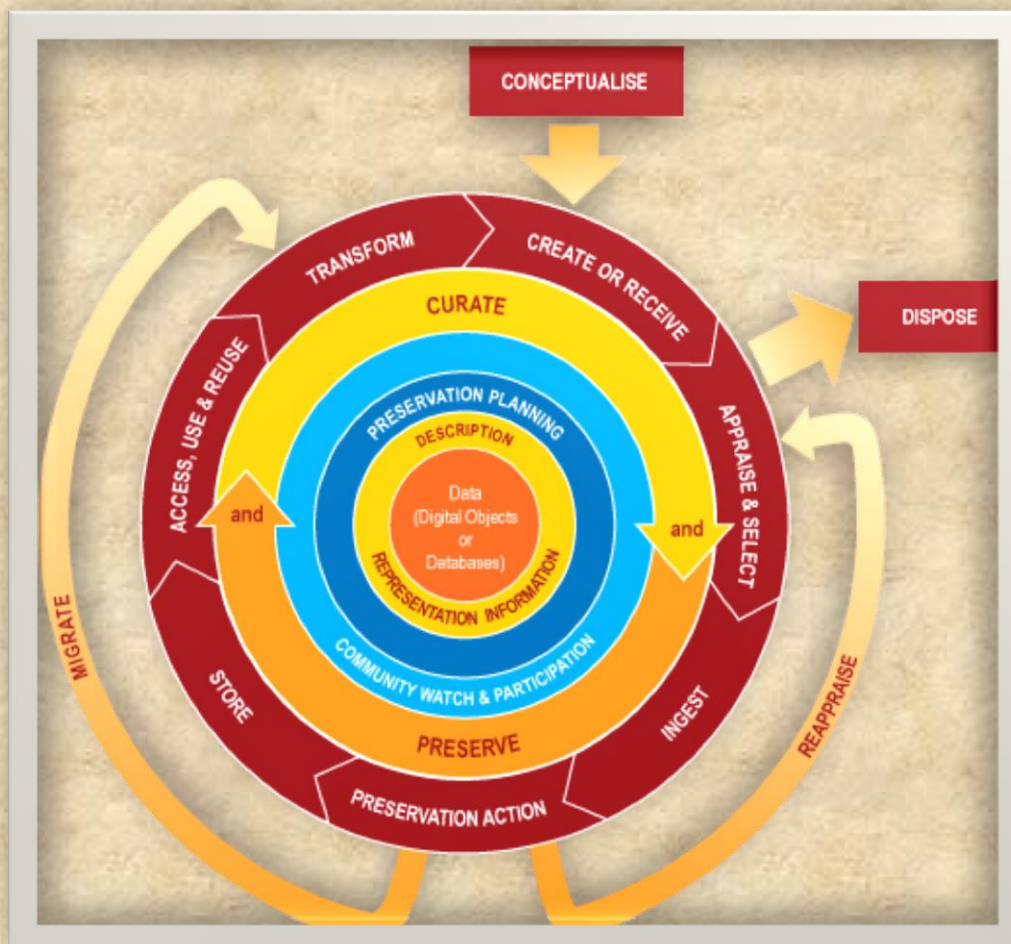 CONCEPTUALISE
CREATE OR RECEIVE
DISPOSE
APPRAISE & SELECT
REAPPRAISE
INGEST
PRESERVATION ACTION
MIGRATE
STORE
ACCESS, USE & REUSE
TRANSFORM
CURATE
and
PRESERVE
and
COMMUNITY WATCH & PARTICIPATION
PRESERVATION PLANNING
DESCRIPTION
REPRESENTATION INFORMATION
Data
(Digital Objects
or
Databases)